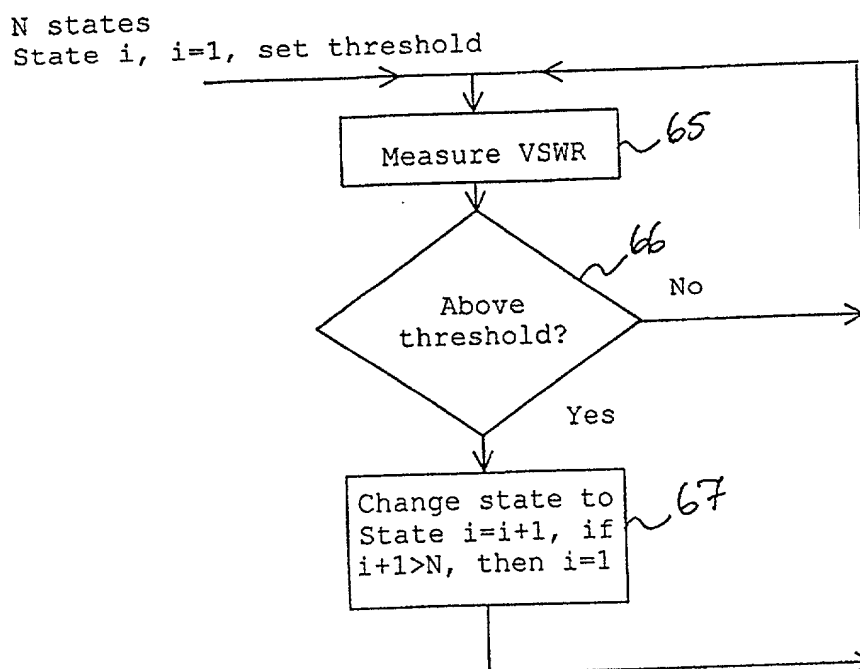 N states
State i, i=1, set threshold
Measure VSWR
65
66
Above
threshold?
No
Yes
Change state to
State i=i+1, if
i+1>N, then i=1
67